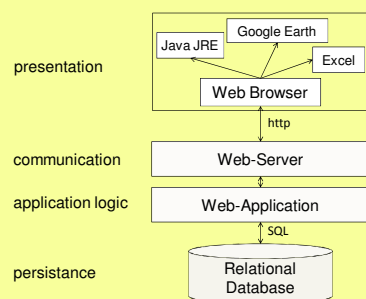 Google Earth
Java JRE
Excel
presentation
Web Browser
http
communication
Web-Server
application logic
Web-Application
SQL
persistance
Relational
Database